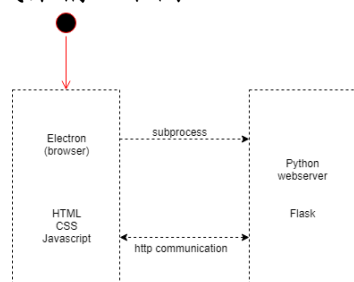 subprocess
Electron
(browser)
Python
webserver
HTML
CSS
Javascript
Flask
http communication